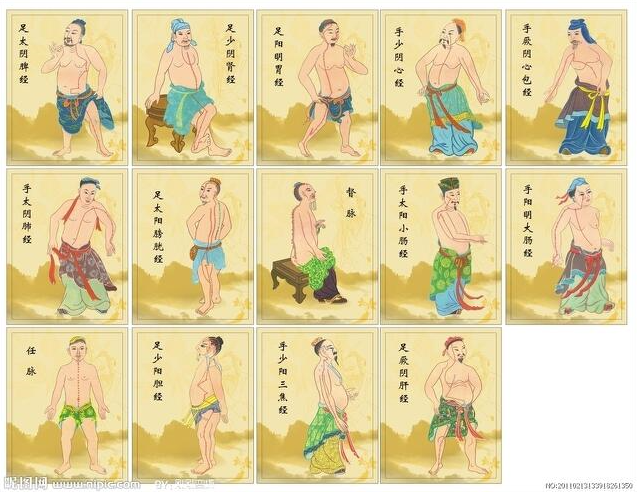 足太阴脾经
足少阴肾经
足阳明胃经
手少阴心经
手厥阴心包经
手太阴肺经
足太阳膀胱经
督脉
手太阳小肠经
手阳明大肠经
任脉
足少阳胆经
手少阳三焦经
足厥阴肝经
昵图网 www.nipic.com BY:
NO:20110213133918261350